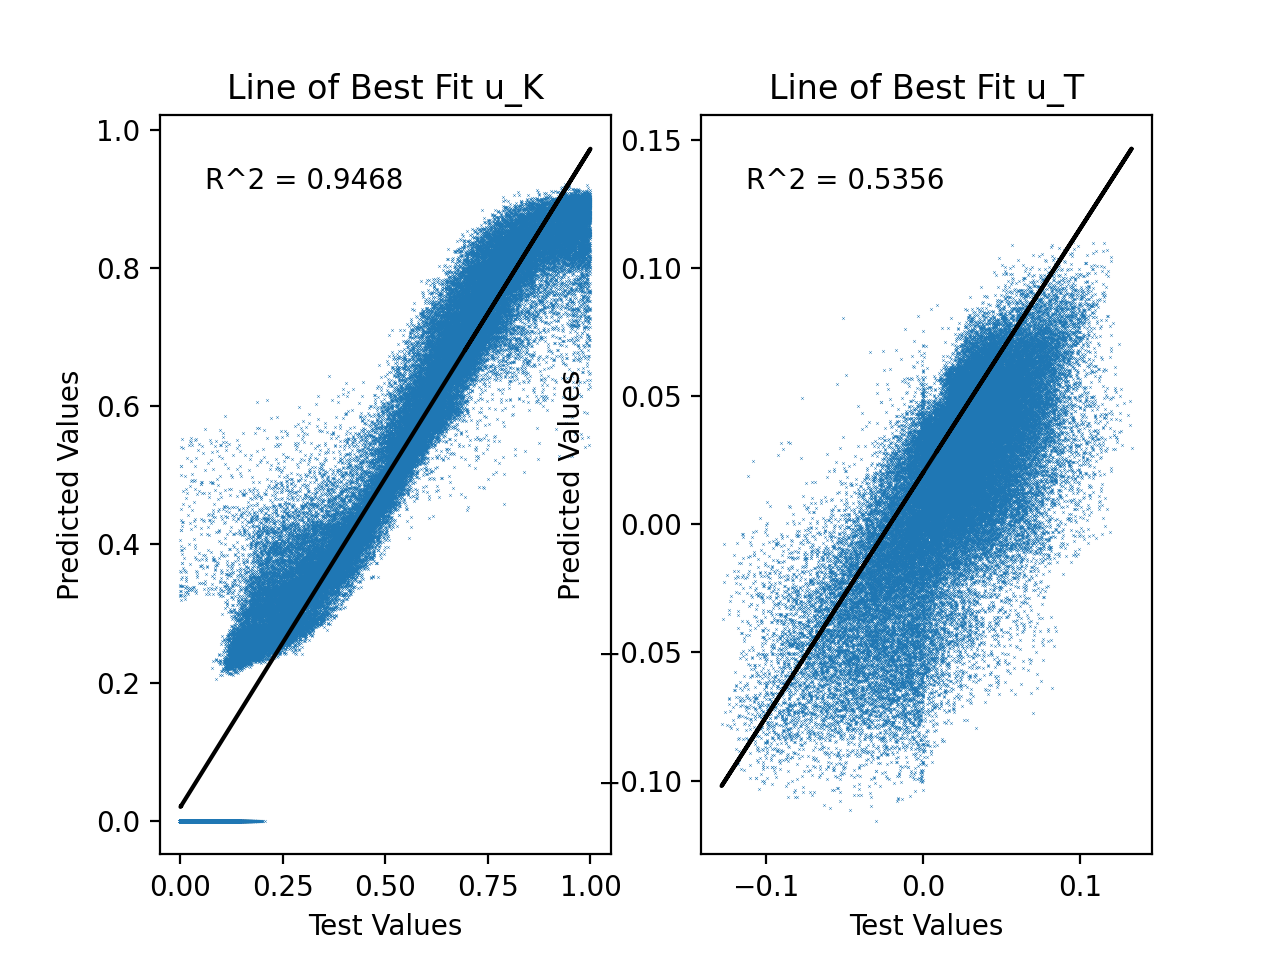 Line of Best Fit u_K
R^2 = 0.9468
Predicted Values
1.0
0.8
0.6
0.4
0.2
0.0
0.00 0.25 0.50 0.75 1.00
Test Values
Line of Best Fit u_T
R^2 = 0.5356
Predicted Values
0.15
0.10
0.05
0.00
−0.05
−0.10
−0.1 0.0 0.1
Test Values